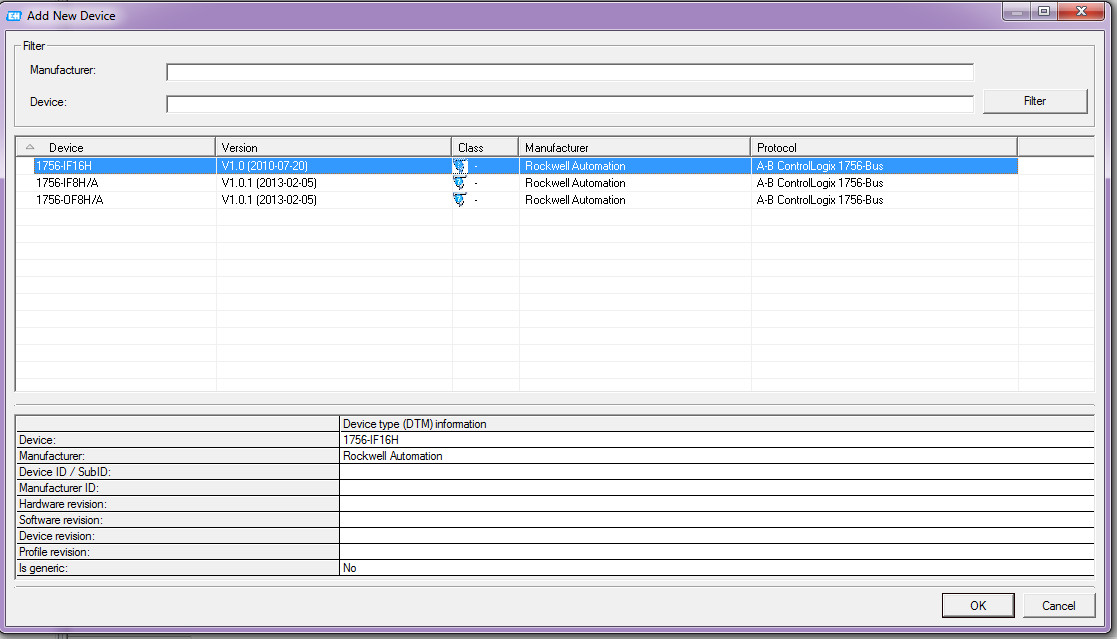 EH Add New Device
Filter
Manufacturer:
Device:
Filter
Device Version Class Manufacturer Protocol
1756-IF16H V1.0 (2010-07-20) - Rockwell Automation A-B ControlLogix 1756-Bus
1756-IF8H/A V1.0.1 (2013-02-05) - Rockwell Automation A-B ControlLogix 1756-Bus
1756-OF8H/A V1.0.1 (2013-02-05) - Rockwell Automation A-B ControlLogix 1756-Bus
Device type (DTM) information
Device: 1756-IF16H
Manufacturer: Rockwell Automation
Device ID / SubID:
Manufacturer ID:
Hardware revision:
Software revision:
Device revision:
Profile revision:
Is generic: No
OK Cancel